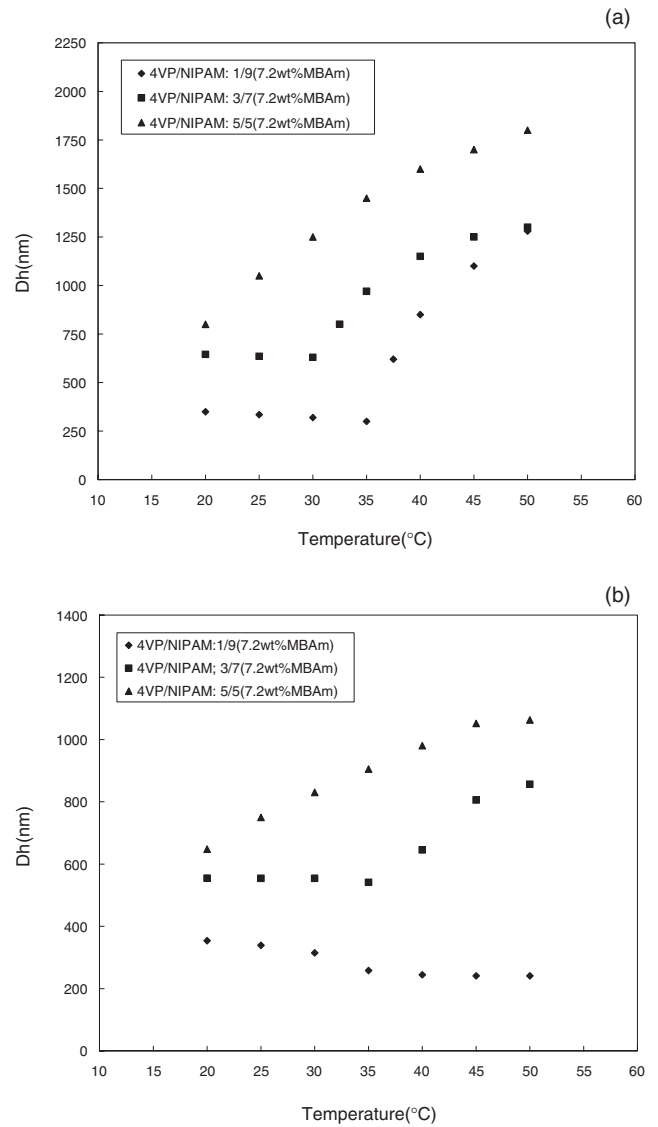 (a)
2250
2000
1750
1500
1250
1000
750
500
250
0
Dh(nm)
4VP/NIPAM: 1/9(7.2wt%MBAm)
4VP/NIPAM: 3/7(7.2wt%MBAm)
4VP/NIPAM: 5/5(7.2wt%MBAm)
10 15 20 25 30 35 40 45 50 55 60
Temperature(°C)
(b)
1400
1200
1000
800
600
400
200
0
Dh(nm)
4VP/NIPAM:1/9(7.2wt%MBAm)
4VP/NIPAM; 3/7(7.2wt%MBAm)
4VP/NIPAM: 5/5(7.2wt%MBAm)
10 15 20 25 30 35 40 45 50 55 60
Temperature(°C)